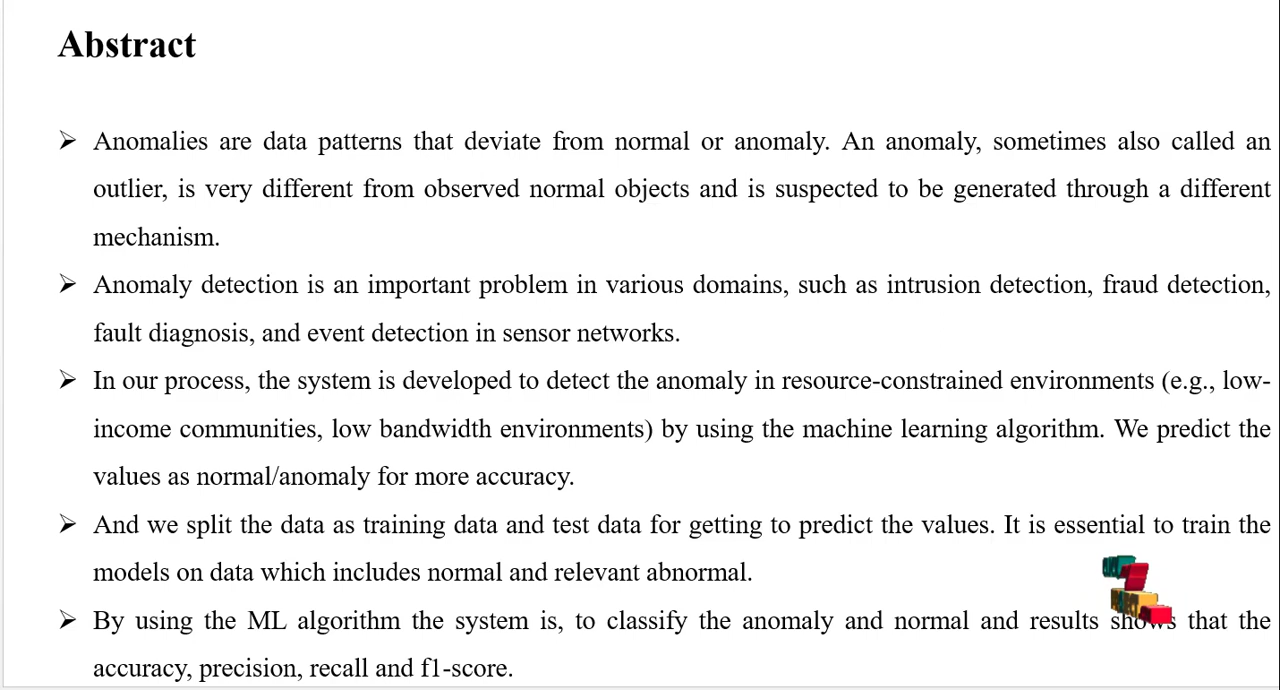 Abstract
➢ Anomalies are data patterns that deviate from normal or anomaly. An anomaly, sometimes also called an
outlier, is very different from observed normal objects and is suspected to be generated through a different
mechanism.
➢ Anomaly detection is an important problem in various domains, such as intrusion detection, fraud detection,
fault diagnosis, and event detection in sensor networks.
➢ In our process, the system is developed to detect the anomaly in resource-constrained environments (e.g., low-
income communities, low bandwidth environments) by using the machine learning algorithm. We predict the
values as normal/anomaly for more accuracy.
➢ And we split the data as training data and test data for getting to predict the values. It is essential to train the
models on data which includes normal and relevant abnormal.
➢ By using the ML algorithm the system is, to classify the anomaly and normal and results shows that the
accuracy, precision, recall and f1-score.